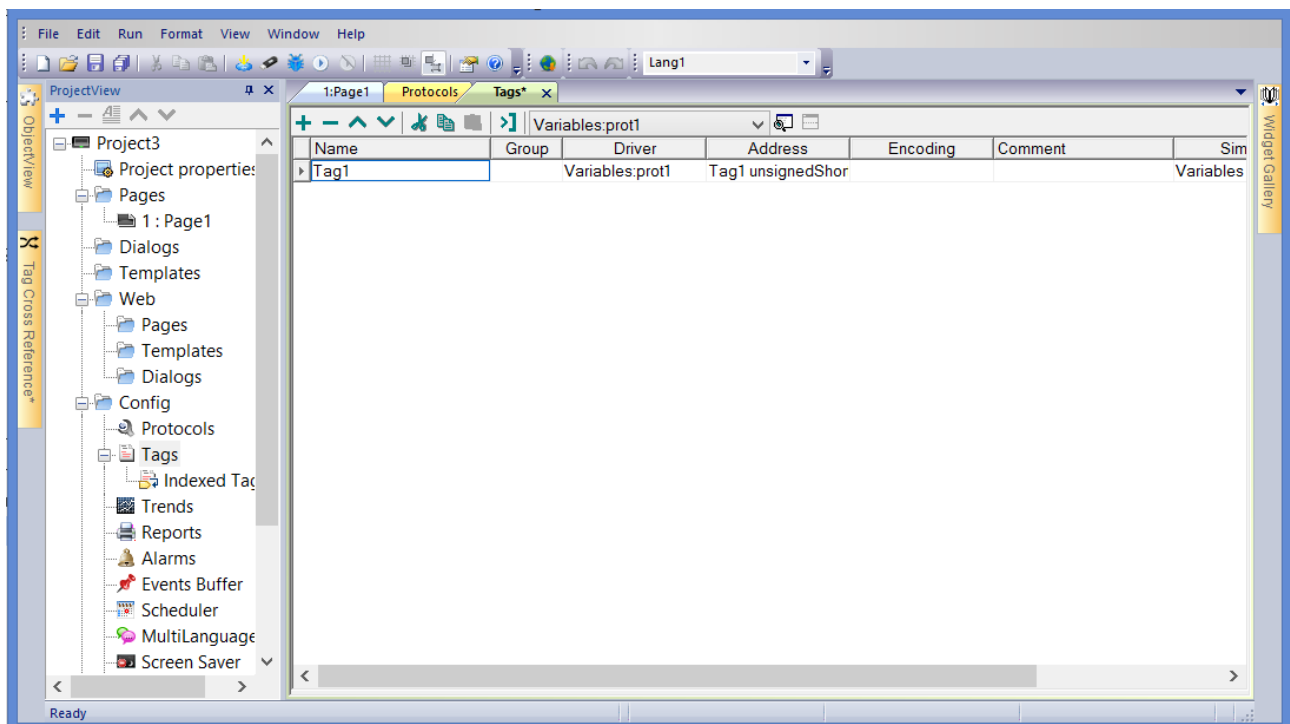 File Edit Run Format View Window Help
Lang1
ObjectView
Tag Cross Reference*
ProjectView
Project3
Project properties
Pages
1 : Page1
Dialogs
Templates
Web
Pages
Templates
Dialogs
Config
Protocols
Tags
Indexed Tag
Trends
Reports
Alarms
Events Buffer
Scheduler
MultiLanguage
Screen Saver
1:Page1 Protocols Tags*
Variables:prot1
Name Group Driver Address Encoding Comment Sim
Tag1 Variables:prot1 Tag1 unsignedShor Variables
Widget Gallery
Ready